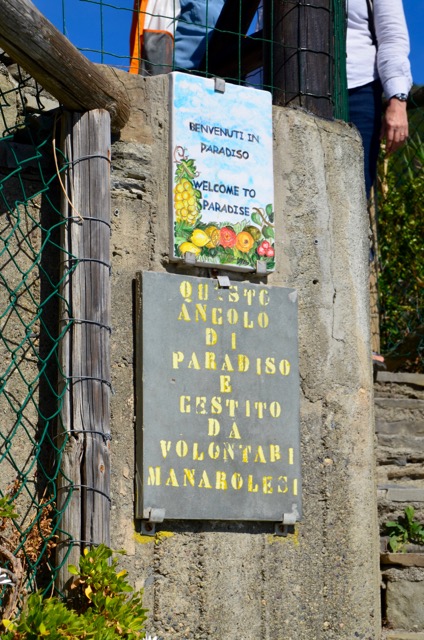 BENVENUTI IN
PARADISO
WELCOME TO
PARADISE
QUESTO
ANGOLO
DI
PARADISO
E
GESTITO
DA
VOLONTARI
MANAROLESI